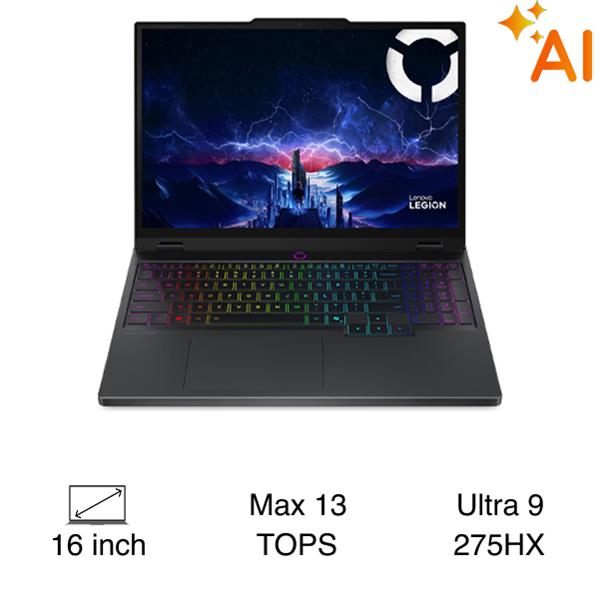 AI
Lenovo
LEGION
Max 13
Ultra 9
16 inch
TOPS
275HX